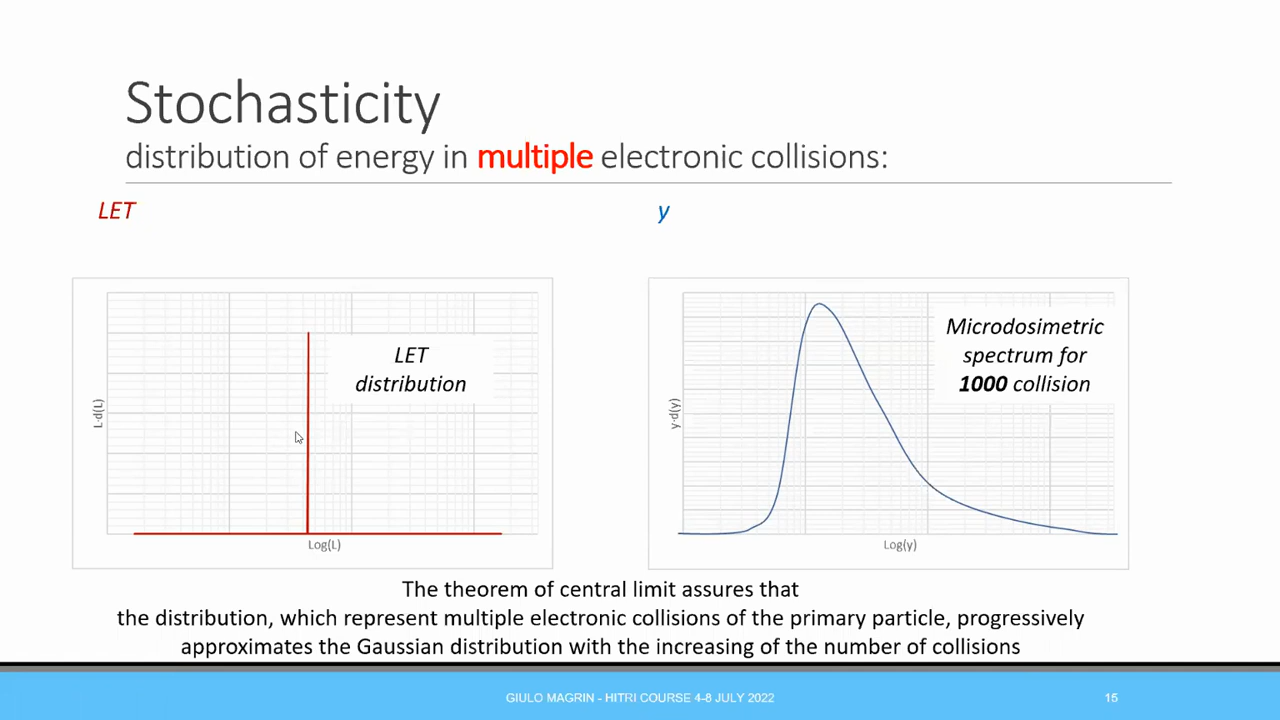 Stochasticity
distribution of energy in multiple electronic collisions:
LET
y
L·d(L)
LET
distribution
Log(L)
y·d(y)
Microdosimetric
spectrum for
1000 collision
Log(y)
The theorem of central limit assures that
the distribution, which represent multiple electronic collisions of the primary particle, progressively
approximates the Gaussian distribution with the increasing of the number of collisions
GIULO MAGRIN - HITRI COURSE 4-8 JULY 2022
15